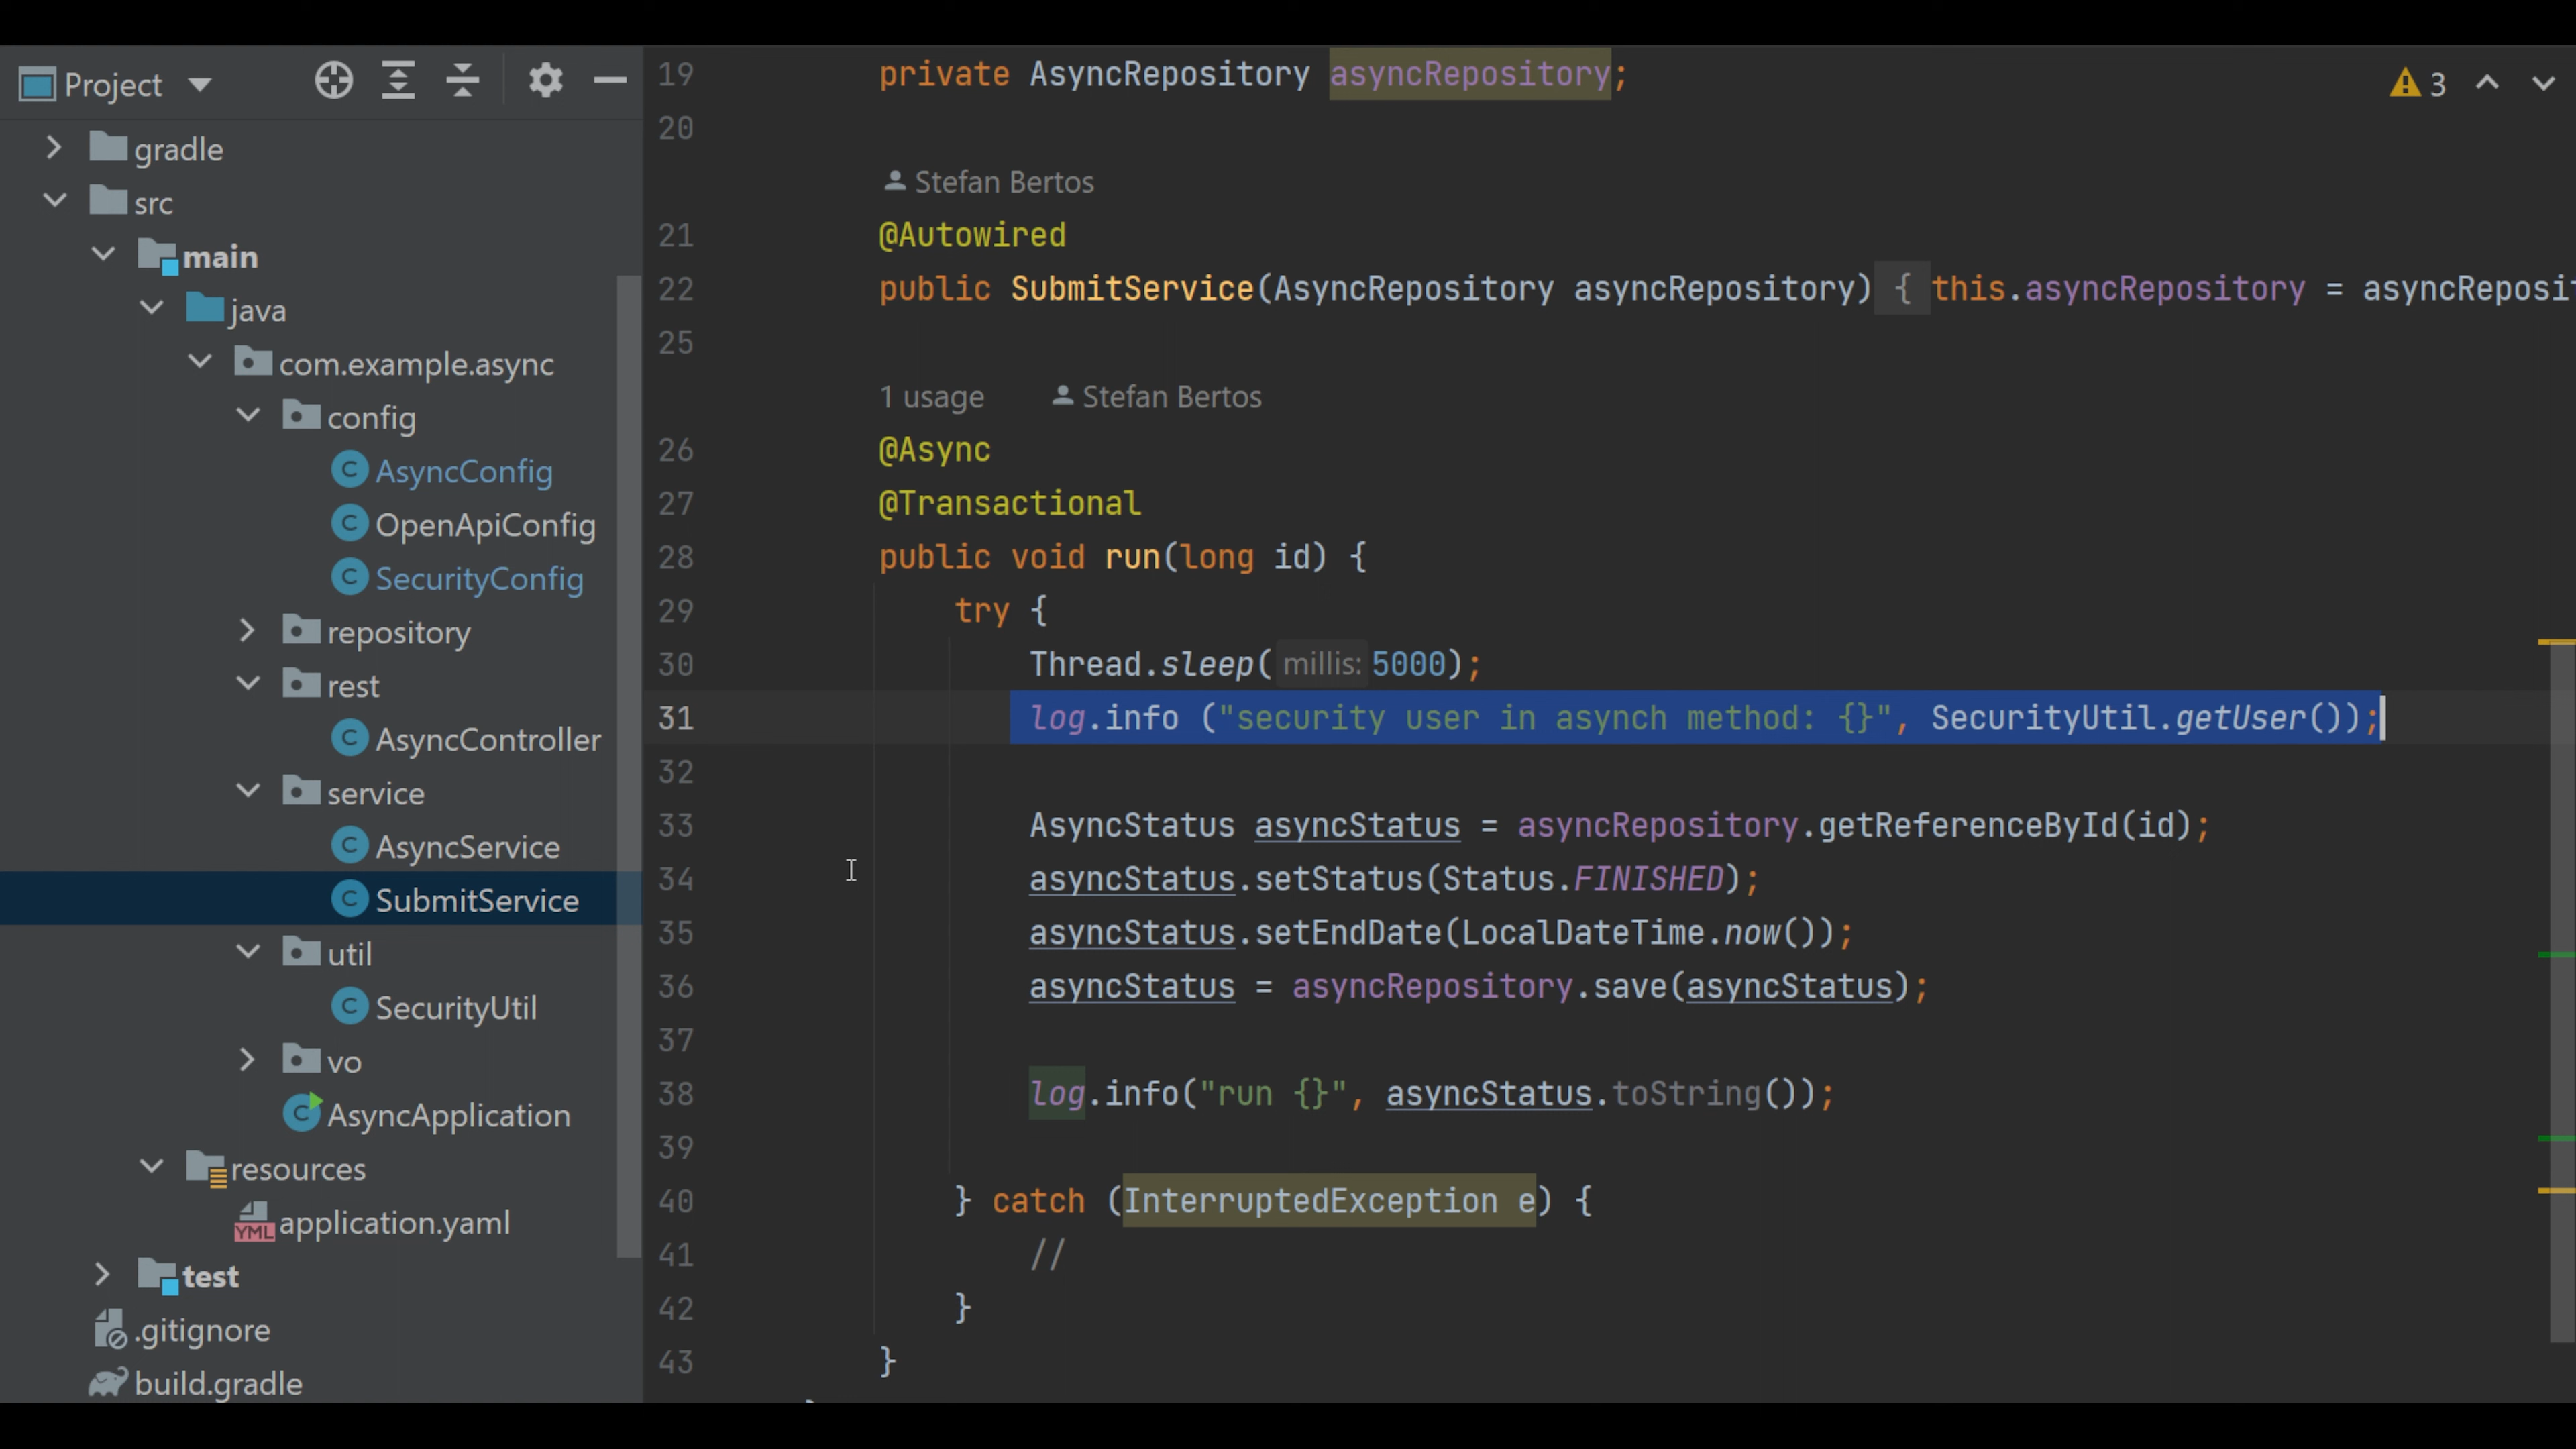 Project
gradle
src
main
java
com.example.async
config
AsyncConfig
OpenApiConfig
SecurityConfig
repository
rest
AsyncController
service
AsyncService
SubmitService
util
SecurityUtil
vo
AsyncApplication
resources
YML application.yaml
test
.gitignore
build.gradle
3
19 private AsyncRepository asyncRepository;
20
Stefan Bertos
21 @Autowired
22 public SubmitService(AsyncRepository asyncRepository) { this.asyncRepository = asyncReposit
25
1 usage Stefan Bertos
26 @Async
27 @Transactional
28 public void run(long id) {
29 try {
30 Thread.sleep( millis: 5000);
31 log.info ("security user in asynch method: {}", SecurityUtil.getUser());
32
33 AsyncStatus asyncStatus = asyncRepository.getReferenceById(id);
34 asyncStatus.setStatus(Status.FINISHED);
35 asyncStatus.setEndDate(LocalDateTime.now());
36 asyncStatus = asyncRepository.save(asyncStatus);
37
38 log.info("run {}", asyncStatus.toString());
39
40 } catch (InterruptedException e) {
41 //
42 }
43 }